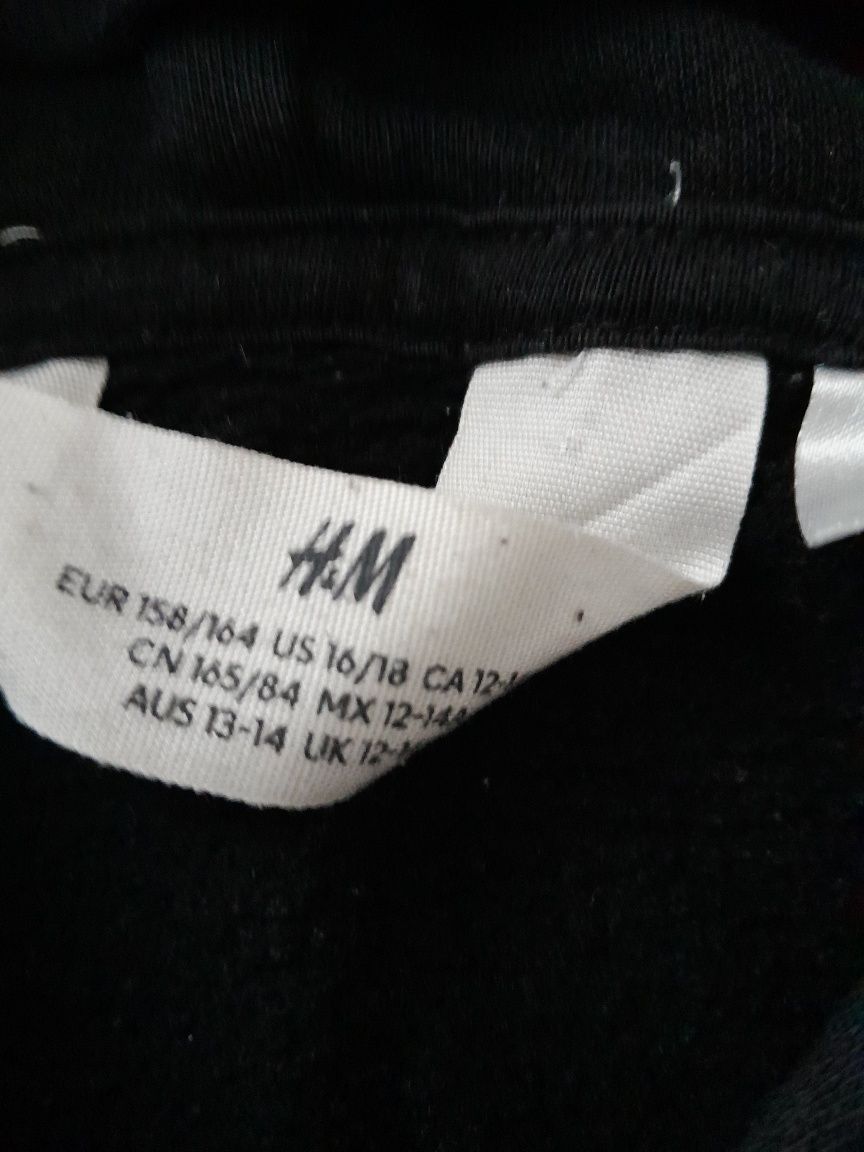 H&M
EUR 158/164 US 16/18 CA 12-
CN 165/84 MX 12-14
AUS 13-14 UK 12-